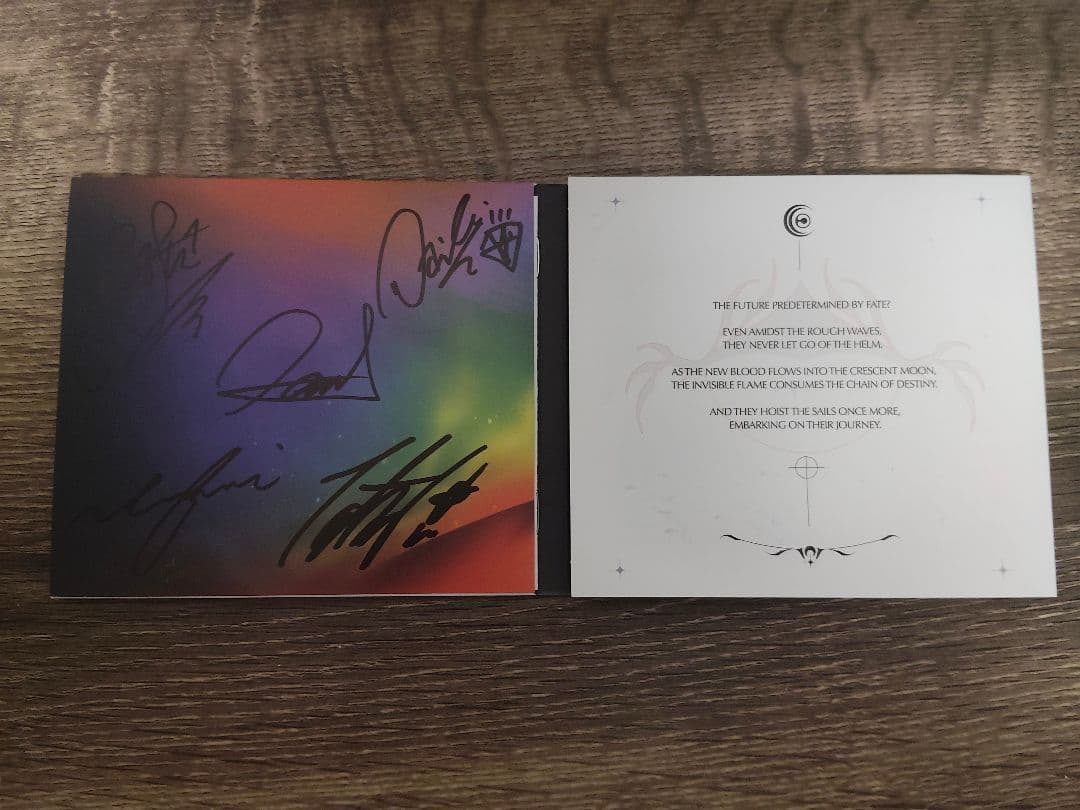 THE FUTURE PREDETERMINED BY FATE?
EVEN AMIDST THE ROUGH WAVES,
THEY NEVER LET GO OF THE HELM.
AS THE NEW BLOOD FLOWS INTO THE CRESCENT MOON,
THE INVISIBLE FLAME CONSUMES THE CHAIN OF DESTINY.
AND THEY HOIST THE SAILS ONCE MORE,
EMBARKING ON THEIR JOURNEY.